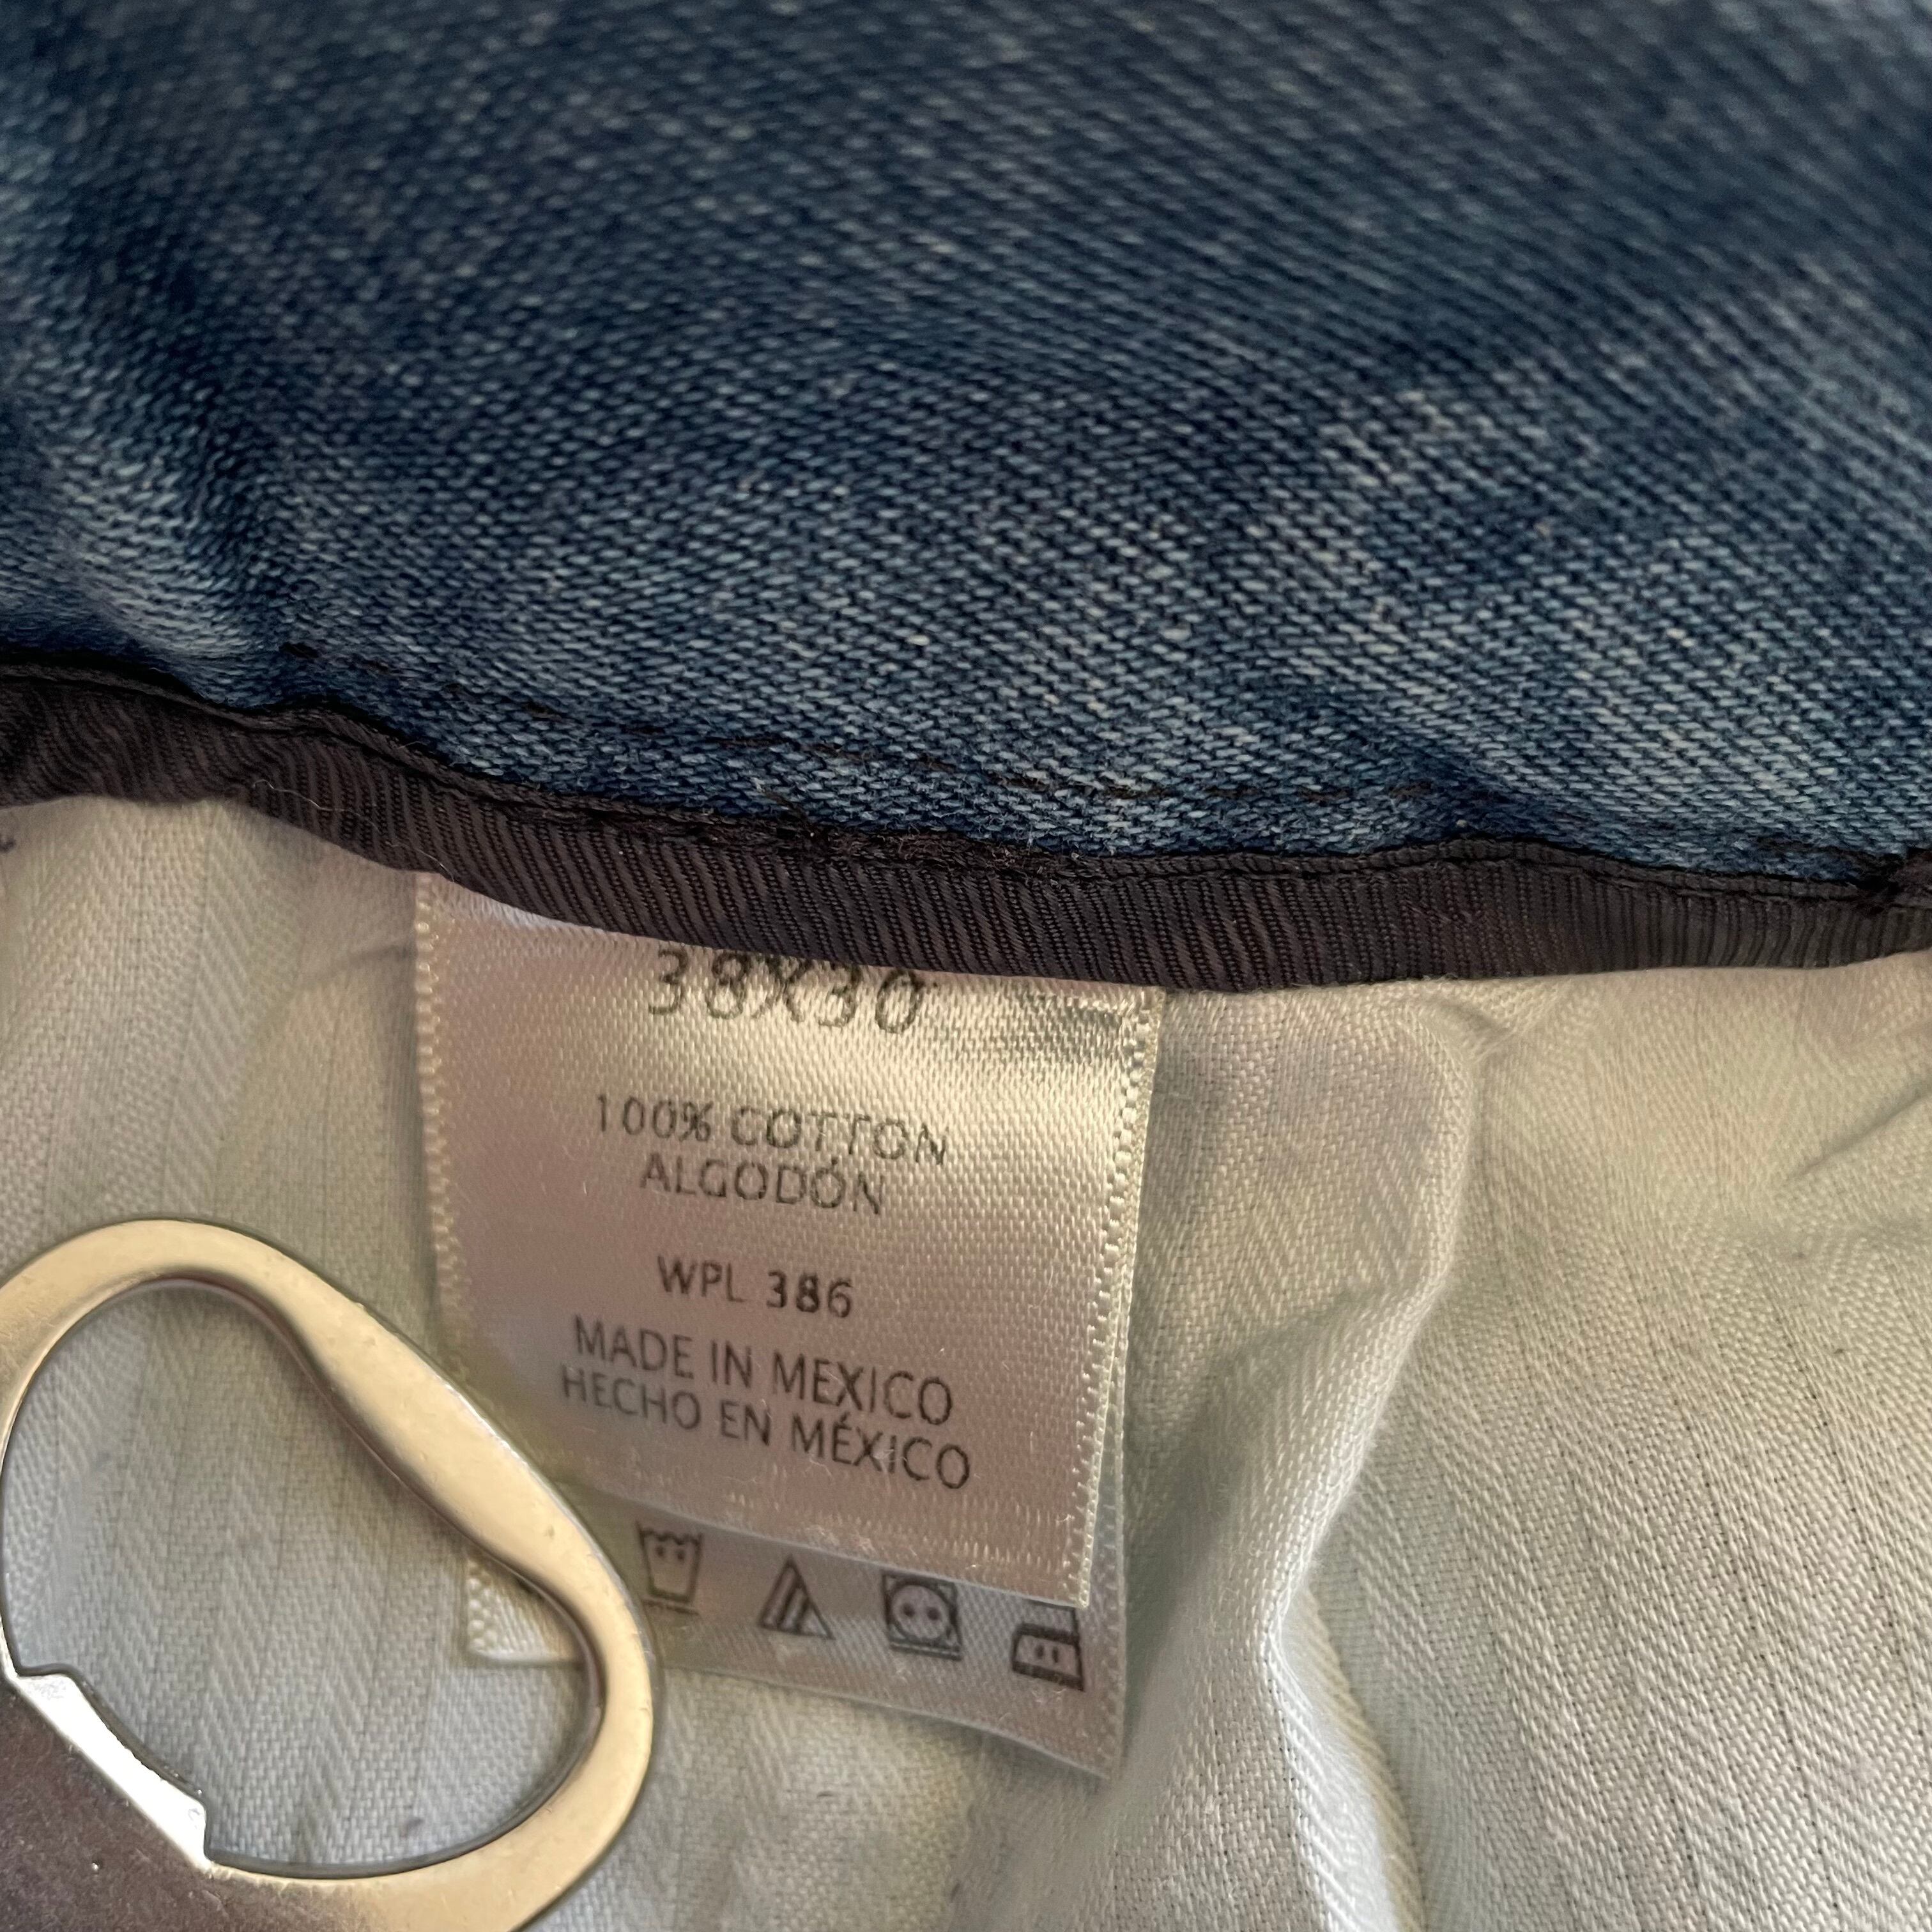 38X30
100% COTTON
ALGODÓN
WPL 386
MADE IN MEXICO
HECHO EN MÉXICO